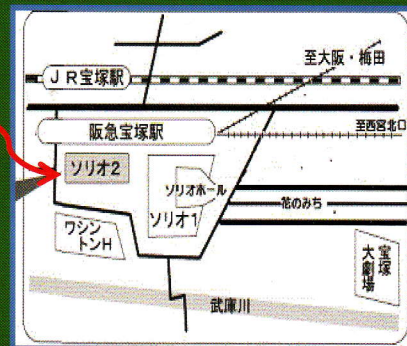 至大阪・梅田
JR宝塚駅
阪急宝塚駅
至西宮北口
ソリオ2
ソリオホール
ソリオ1
花のみち
ワシン
トンH
宝塚
大劇場
武庫川